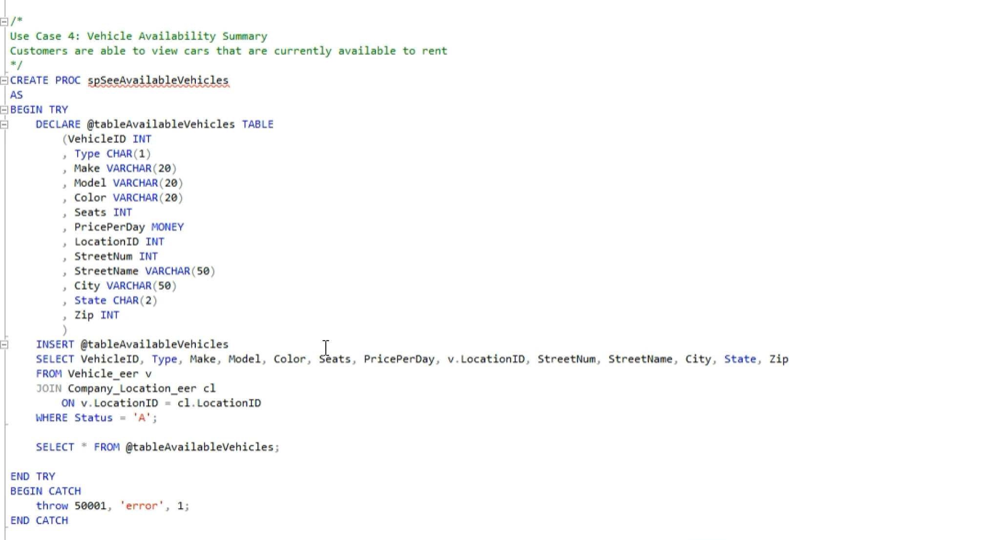 /*
Use Case 4: Vehicle Availability Summary
Customers are able to view cars that are currently available to rent
*/
CREATE PROC spSeeAvailableVehicles
AS
BEGIN TRY
    DECLARE @tableAvailableVehicles TABLE
        (VehicleID INT
        , Type CHAR(1)
        , Make VARCHAR(20)
        , Model VARCHAR(20)
        , Color VARCHAR(20)
        , Seats INT
        , PricePerDay MONEY
        , LocationID INT
        , StreetNum INT
        , StreetName VARCHAR(50)
        , City VARCHAR(50)
        , State CHAR(2)
        , Zip INT
        )
    INSERT @tableAvailableVehicles
    SELECT VehicleID, Type, Make, Model, Color, Seats, PricePerDay, v.LocationID, StreetNum, StreetName, City, State, Zip
    FROM Vehicle_eer v
    JOIN Company_Location_eer cl
        ON v.LocationID = cl.LocationID
    WHERE Status = 'A';
    SELECT * FROM @tableAvailableVehicles;
END TRY
BEGIN CATCH
    throw 50001, 'error', 1;
END CATCH